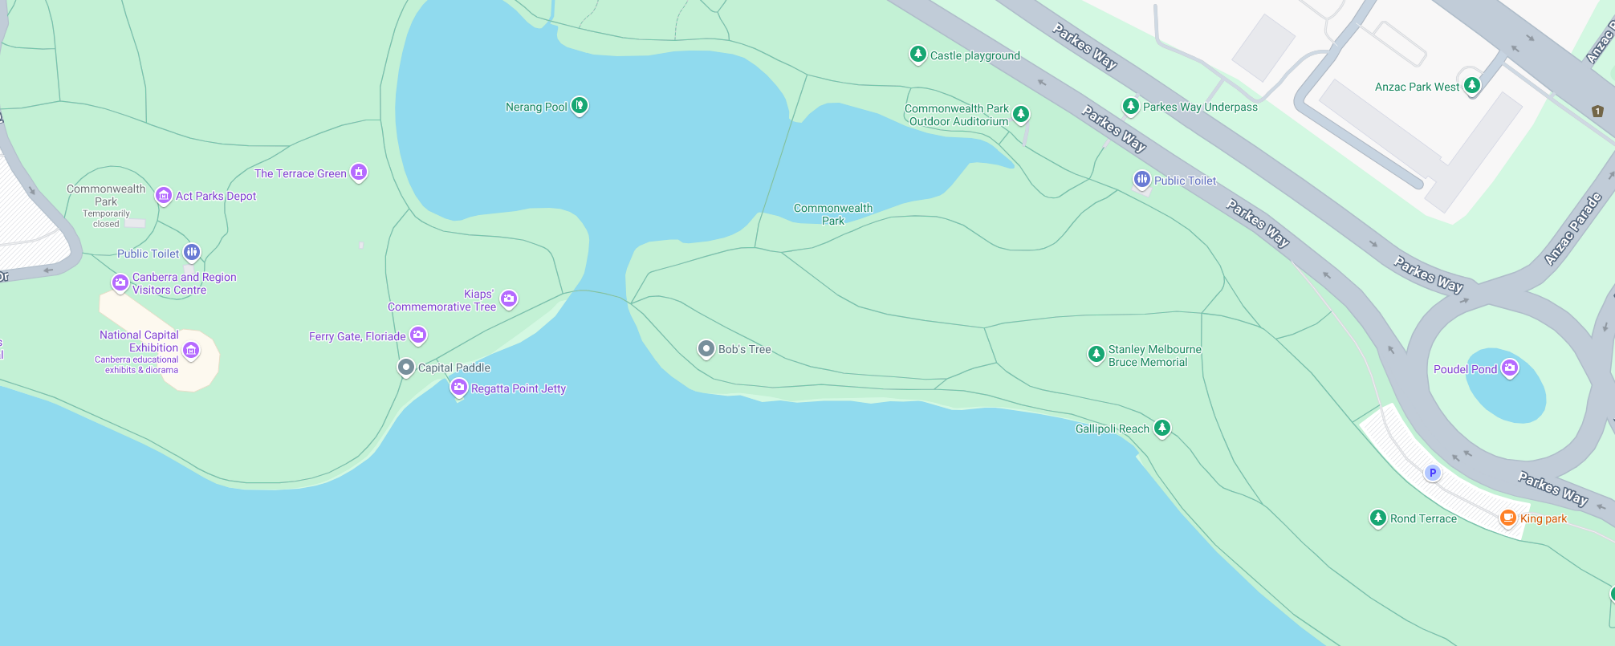 Parkes Way
Castle playground
Anzac Park West
Nerang Pool
Commonwealth Park
Outdoor Auditorium
Parkes Way Underpass
1
Parkes Way
The Terrace Green
Public Toilet
Commonwealth
Park
Temporarily
closed
Act Parks Depot
Commonwealth
Park
Parkes Way
Anzac Parade
Public Toilet
Parkes Way
Canberra and Region
Visitors Centre
Kiaps'
Commemorative Tree
National Capital
Exhibition
Canberra educational
exhibits & diorama
Ferry Gate, Floriade
Bob's Tree
Stanley Melbourne
Bruce Memorial
Capital Paddle
Poudel Pond
Regatta Point Jetty
Gallipoli Reach
P
Parkes Way
Rond Terrace
King park